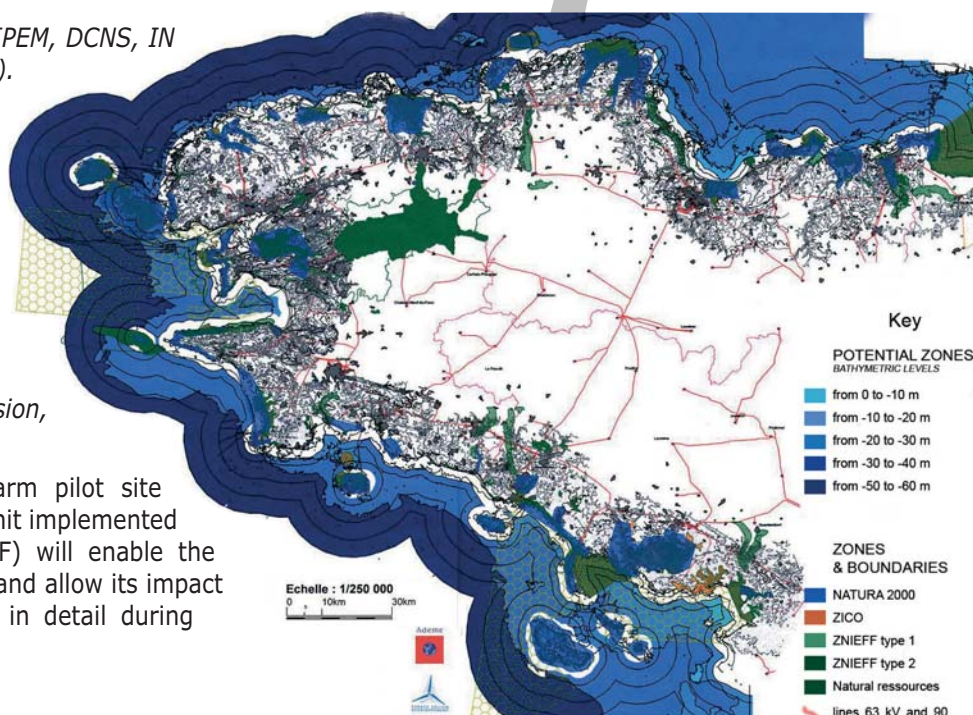 PEM, DCNS, IN
).
sion,
arm pilot site
nit implemented
F) will enable the
and allow its impact
in detail during
Echelle : 1/250 000
0 10km 30km
Ademe
Key
POTENTIAL ZONES
BATHYMETRIC LEVELS
from 0 to -10 m
from -10 to -20 m
from -20 to -30 m
from -30 to -40 m
from -50 to -60 m
ZONES
& BOUNDARIES
NATURA 2000
ZICO
ZNIEFF type 1
ZNIEFF type 2
Natural ressources
lines 63 kV and 90